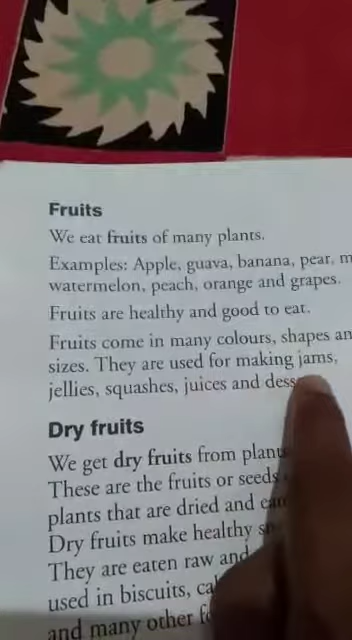 Fruits
We eat fruits of many plants.
Examples: Apple, guava, banana, pear, m
watermelon, peach, orange and grapes.
Fruits are healthy and good to eat.
Fruits come in many colours, shapes an
sizes. They are used for making jams,
jellies, squashes, juices and dess
Dry fruits
We get dry fruits from plan
These are the fruits or seeds
plants that are dried and
Dry fruits make healthy
They are eaten raw and
used in biscuits,
and many other